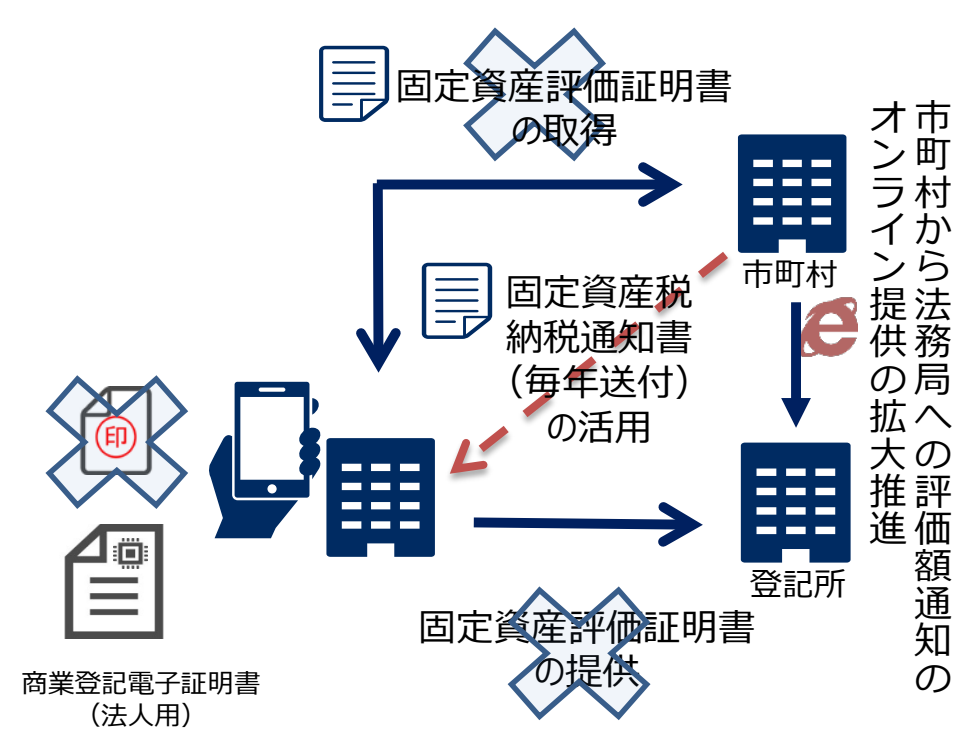 固定資産評価証明書
の取得
市町村から法務局への評価額通知の
オンライン提供の拡大推進
市町村
固定資産税
納税通知書
（毎年送付）
の活用
印
登記所
固定資産評価証明書
の提供
商業登記電子証明書
（法人用）